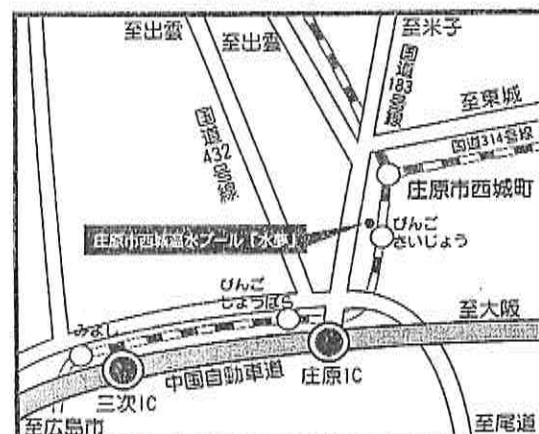 至出雲
至出雲
至米子
国道183号線
至東城
国道314号線
国道432号線
庄原市西城町
庄原市西城温水プール「水夢」
びんご
さいじょう
びんご
しょうばら
至大阪
みよし
中国自動車道
庄原IC
三次IC
至広島市
至尾道